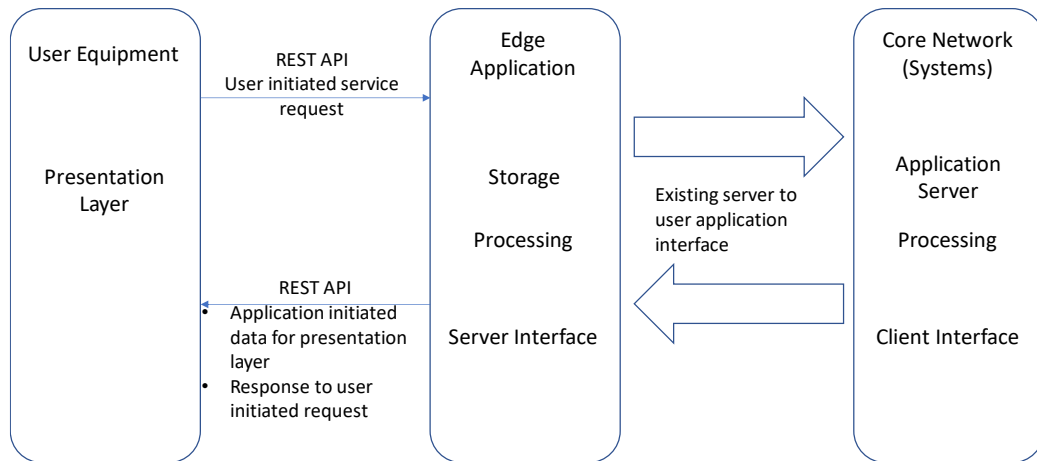 User Equipment
Presentation
Layer
REST API
User initiated service
request
REST API
• Application initiated
data for presentation
layer
• Response to user
initiated request
Edge
Application
Storage
Processing
Server Interface
Existing server to
user application
interface
Core Network
(Systems)
Application
Server
Processing
Client Interface